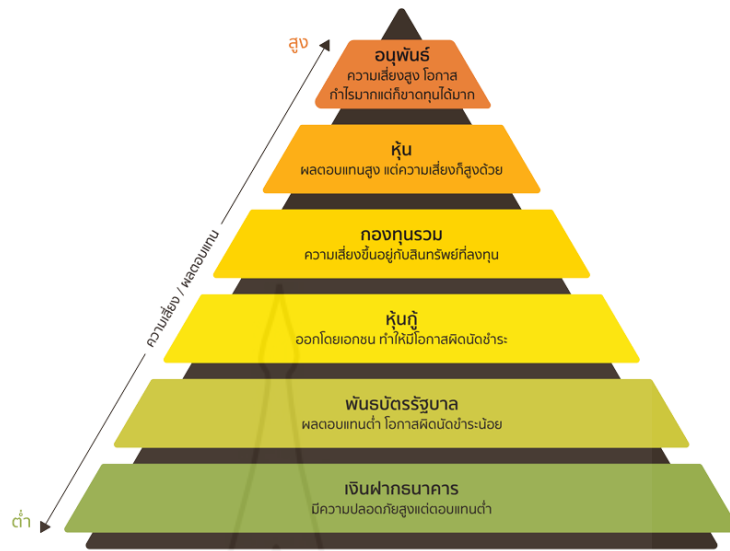 สูง
อนุพันธ์
ความเสี่ยงสูง โอกาส
กำไรมากแต่ก็ขาดทุนได้มาก
หุ้น
ผลตอบแทนสูง แต่ความเสี่ยงก็สูงด้วย
กองทุนรวม
ความเสี่ยงขึ้นอยู่กับสินทรัพย์ที่ลงทุน
ความเสี่ยง / ผลตอบแทน
หุ้นกู้
ออกโดยเอกชน ทำให้มีโอกาสผิดนัดชำระ
พันธบัตรรัฐบาล
ผลตอบแทนต่ำ โอกาสผิดนัดชำระน้อย
เงินฝากธนาคาร
มีความปลอดภัยสูงแต่ตอบแทนต่ำ
ต่ำ